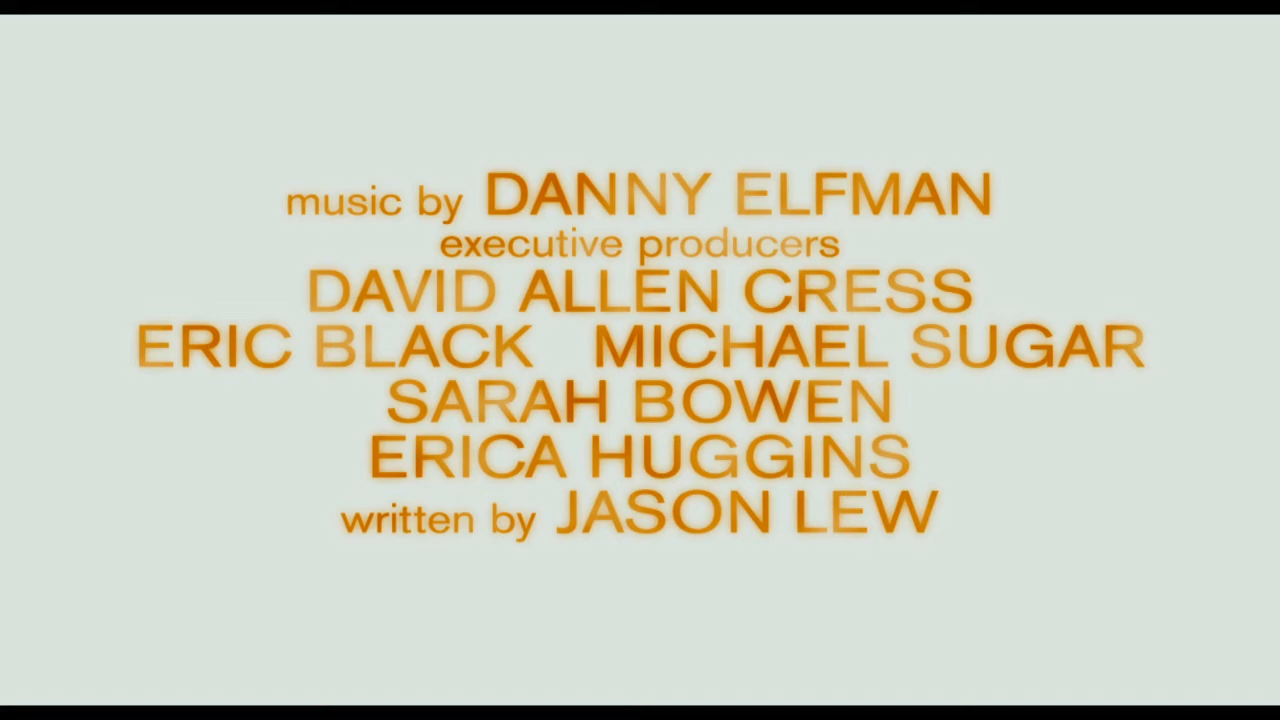 music by DANNY ELFMAN
executive producers
DAVID ALLEN CRESS
ERIC BLACK MICHAEL SUGAR
SARAH BOWEN
ERICA HUGGINS
written by JASON LEW